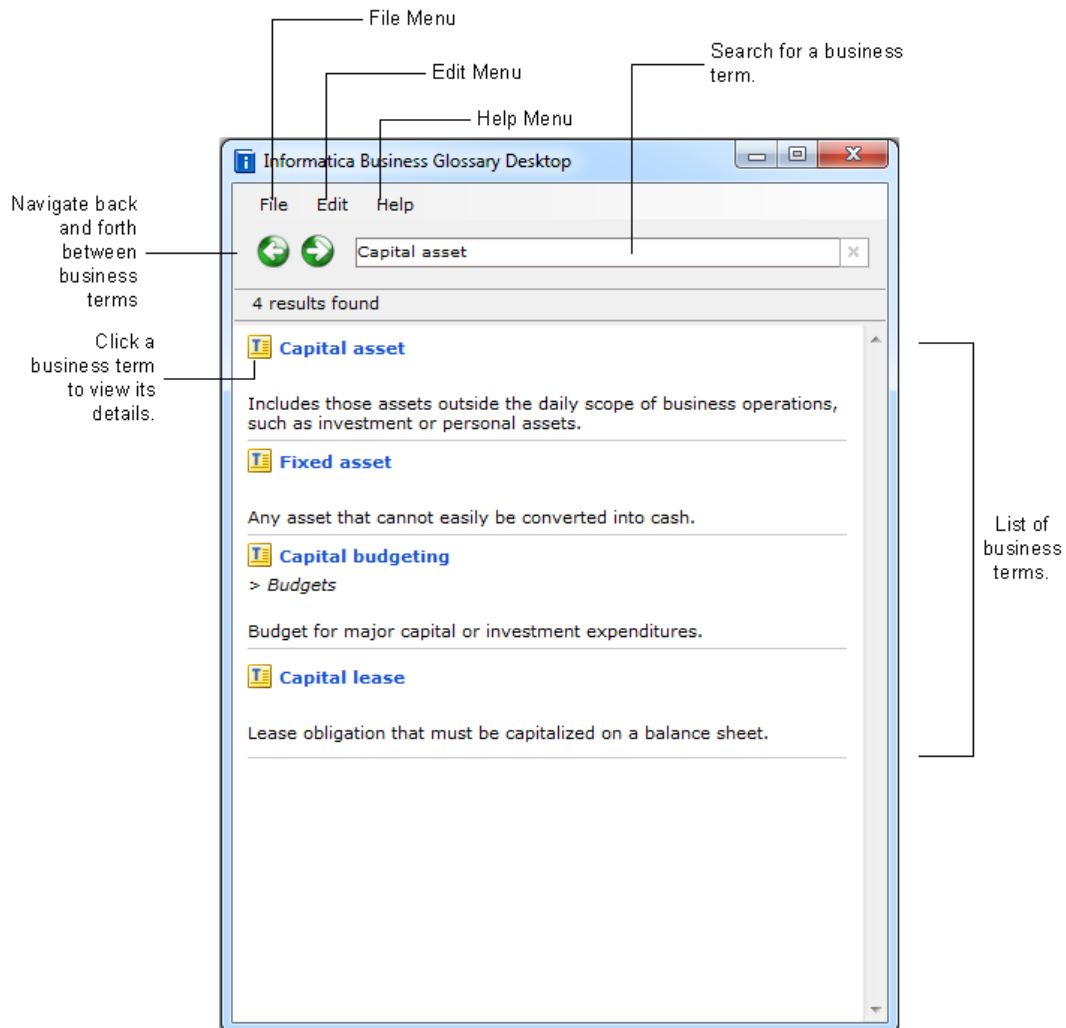 File Menu
Search for a business
term.
Edit Menu
Help Menu
Informatica Business Glossary Desktop
File Edit Help
Navigate back
and forth
between
business
terms
Capital asset
4 results found
Click a
business term
to view its
details.
Capital asset
Includes those assets outside the daily scope of business operations,
such as investment or personal assets.
Fixed asset
Any asset that cannot easily be converted into cash.
List of
business
terms.
Capital budgeting
> Budgets
Budget for major capital or investment expenditures.
Capital lease
Lease obligation that must be capitalized on a balance sheet.